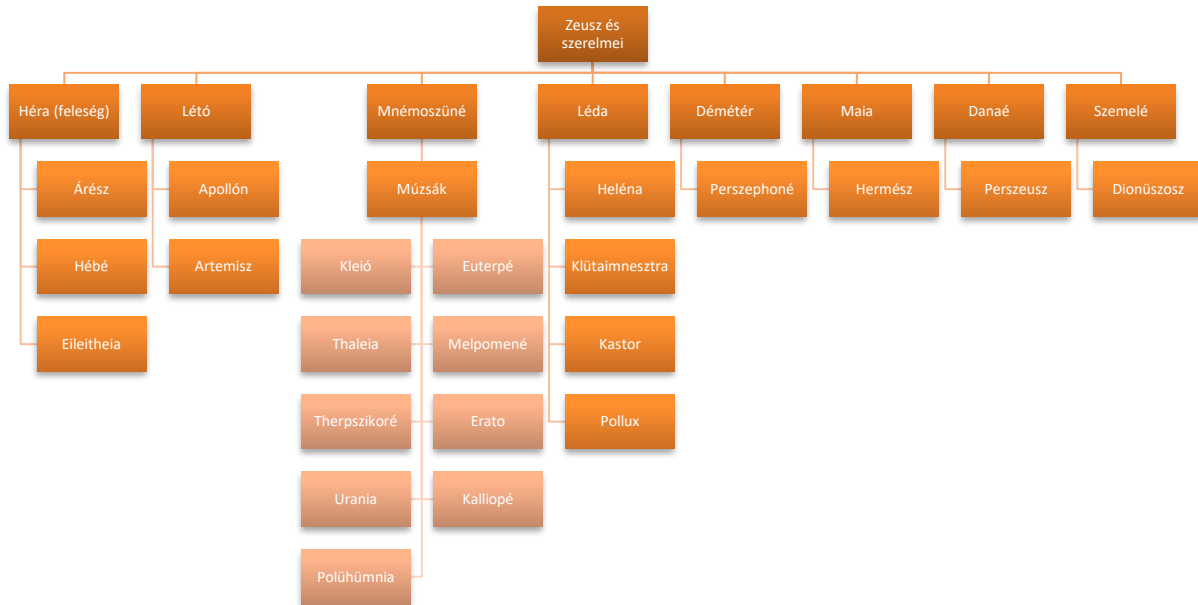 Zeusz és
szerelmei
Héra (feleség)
Létó
Mnémoszüné
Léda
Démétér
Maia
Danaé
Szemelé
Árész
Apollón
Múzsák
Heléna
Perszephoné
Hermész
Perszeusz
Dionüszosz
Hébé
Artemisz
Kleió
Euterpé
Klütaimnesztra
Eileitheia
Thaleia
Melpomené
Kastor
Therpszikoré
Erato
Pollux
Urania
Kalliopé
Polühümnia